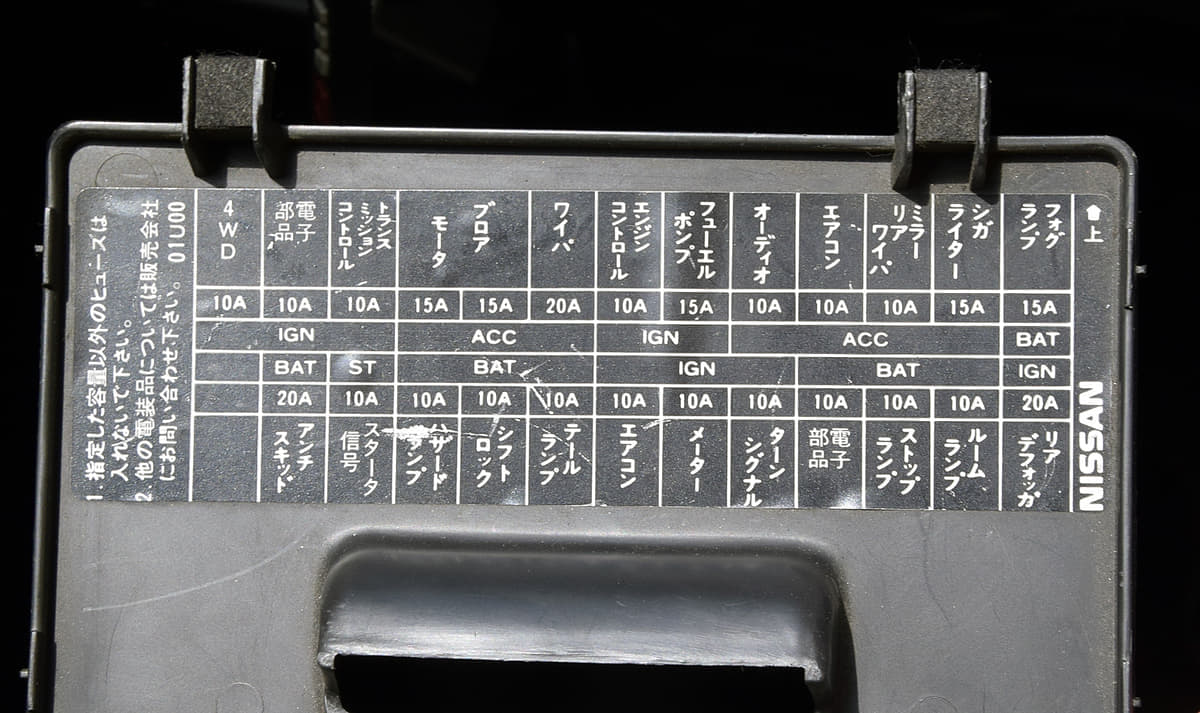 1 指定した容量以外のヒューズは
入れないで下さい。
2 他の電装品については販売会社
にお問い合わせ下さい。 01U00
4WD
電子
部品
トランス
ミッション
コントロール
ブロア
モータ
ワイパ
エンジン
コントロール
フューエル
ポンプ
オーディオ
エアコン
ミラー
リア
ワイパ
シガ
ライター
フォグ
ランプ
上
10A 10A 10A 15A 15A 20A 10A 15A 10A 10A 10A 15A 15A
IGN ACC IGN ACC BAT
BAT ST BAT IGN BAT IGN
20A 10A 10A 10A 10A 10A 10A 10A 10A 10A 10A 20A
アンチ
スキッド
スタータ
信号
ハザード
ランプ
シフト
ロック
テール
ランプ
エアコン
メーター
ターン
シグナル
電子
部品
ストップ
ランプ
ルーム
ランプ
リア
デフォッガ
NISSAN